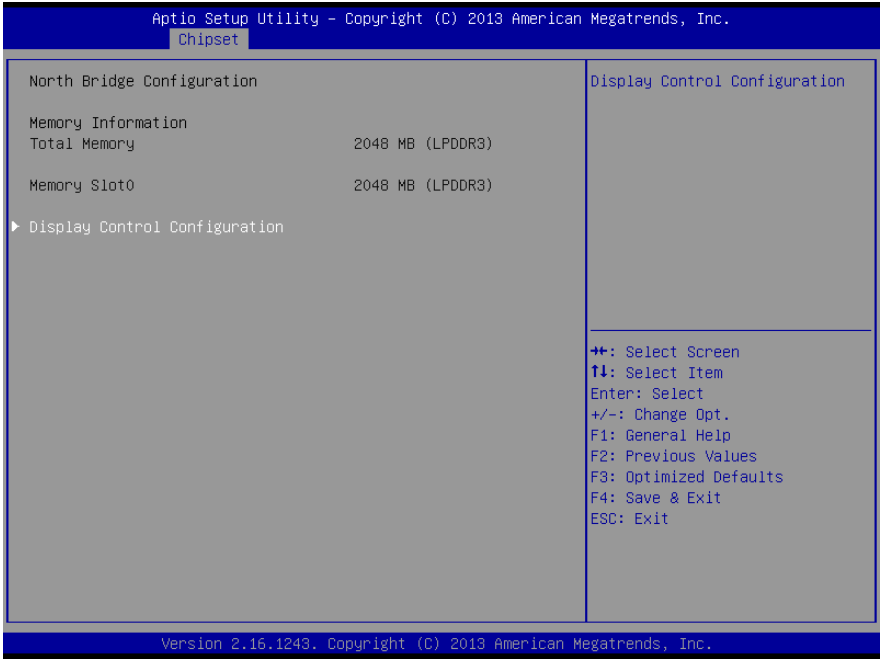 Aptio Setup Utility – Copyright (C) 2013 American Megatrends, Inc.
Chipset
North Bridge Configuration
Memory Information
Total Memory 2048 MB (LPDDR3)
Memory Slot0 2048 MB (LPDDR3)
► Display Control Configuration
Display Control Configuration
→←: Select Screen
↑↓: Select Item
Enter: Select
+/-: Change Opt.
F1: General Help
F2: Previous Values
F3: Optimized Defaults
F4: Save & Exit
ESC: Exit
Version 2.16.1243. Copyright (C) 2013 American Megatrends, Inc.